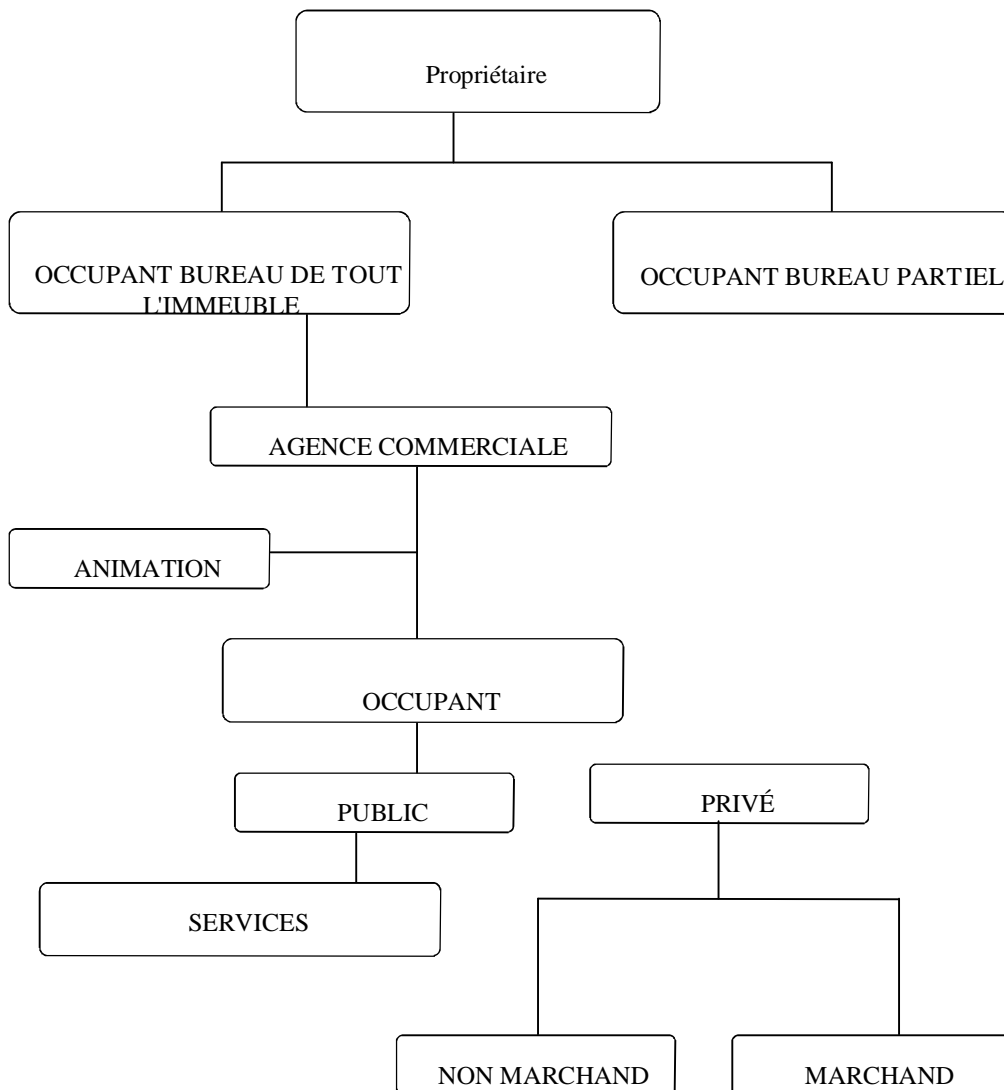 Propriétaire
OCCUPANT BUREAU DE TOUT
L'IMMEUBLE
OCCUPANT BUREAU PARTIEL
AGENCE COMMERCIALE
ANIMATION
OCCUPANT
PUBLIC
PRIVÉ
SERVICES
NON MARCHAND
MARCHAND